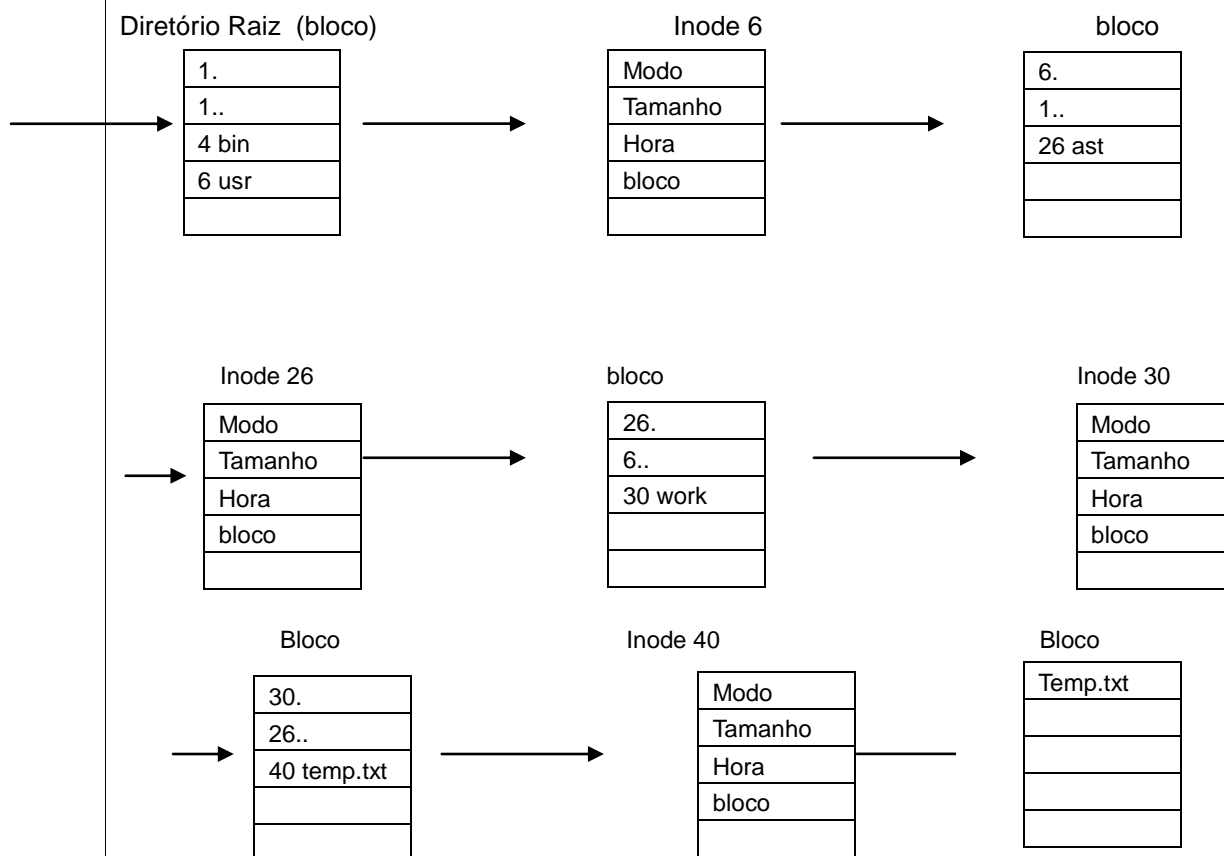 Diretório Raiz (bloco)
Inode 6
bloco
1.
1..
4 bin
6 usr
Modo
Tamanho
Hora
bloco
6.
1..
26 ast
Inode 26
bloco
Inode 30
Modo
Tamanho
Hora
bloco
26.
6..
30 work
Modo
Tamanho
Hora
bloco
Bloco
Inode 40
Bloco
30.
26..
40 temp.txt
Modo
Tamanho
Hora
bloco
Temp.txt